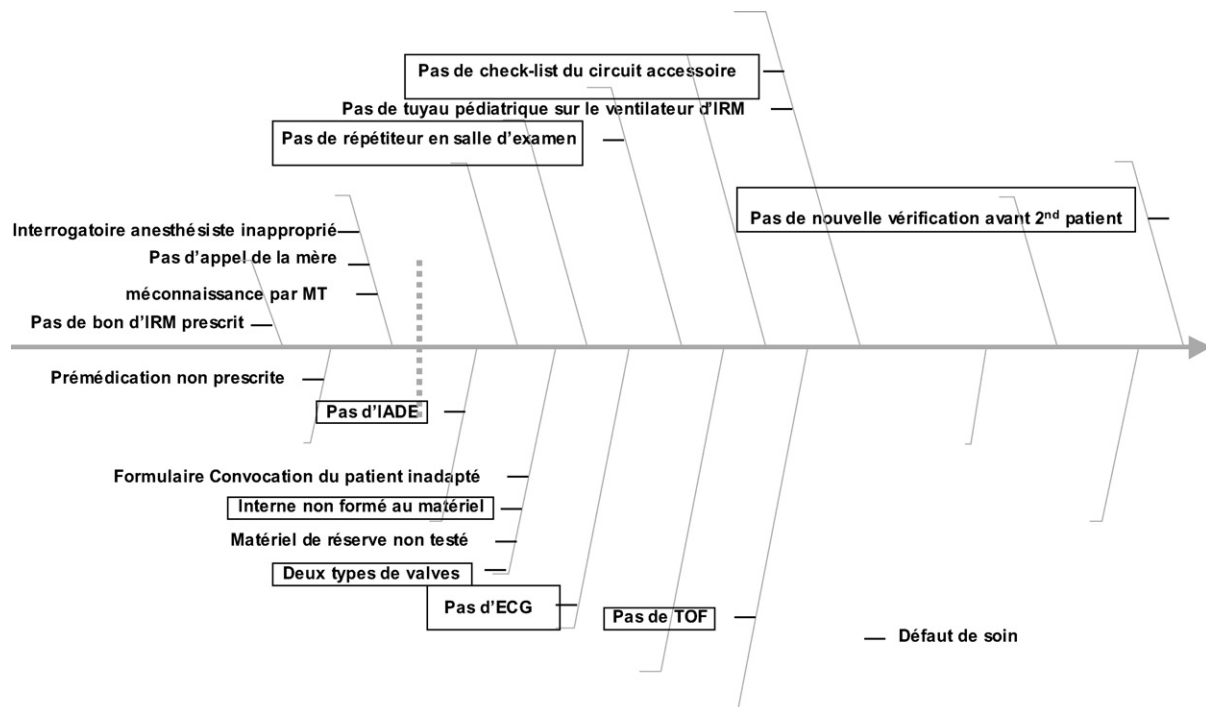 Pas de check-list du circuit accessoire
Pas de tuyau pédiatrique sur le ventilateur d'IRM
Pas de répétiteur en salle d'examen
Pas de nouvelle vérification avant 2nd patient
Interrogatoire anesthésiste inapproprié
Pas d'appel de la mère
méconnaissance par MT
Pas de bon d'IRM prescrit
Prémédication non prescrite
Pas d'IADE
Formulaire Convocation du patient inadapté
Interne non formé au matériel
Matériel de réserve non testé
Deux types de valves
Pas d'ECG
Pas de TOF
Défaut de soin